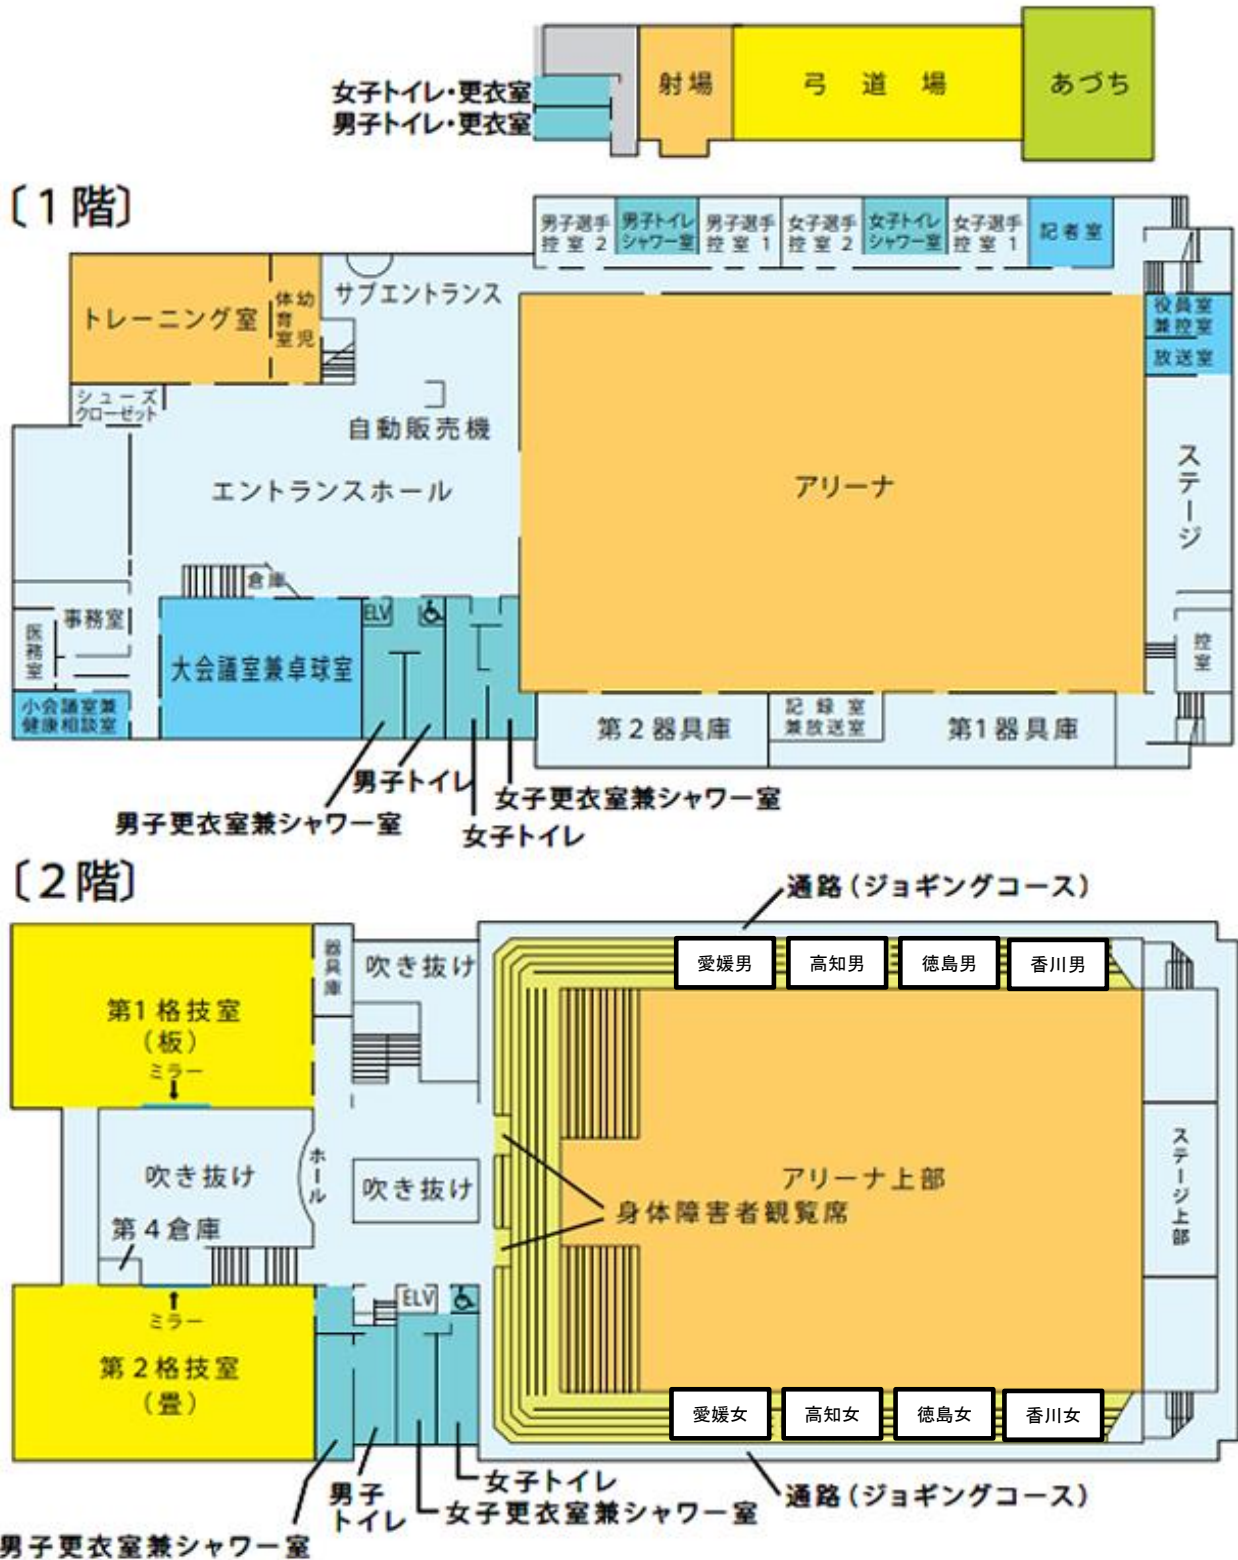 女子トイレ・更衣室
男子トイレ・更衣室
射場
弓道場
あづち
〔1階〕
男子選手
控室2
男子トイレ
シャワー室
男子選手
控室1
女子選手
控室2
女子トイレ
シャワー室
女子選手
控室1
記者室
トレーニング室
幼児
体育室
サブエントランス
役員室
兼控室
放送室
シューズ
クローゼット
自動販売機
エントランスホール
アリーナ
ステージ
倉庫
事務室
医務室
ELV
大会議室兼卓球室
控室
小会議室兼
健康相談室
第2器具庫
記録室
兼放送室
第1器具庫
男子トイレ
女子更衣室兼シャワー室
男子更衣室兼シャワー室
女子トイレ
〔2階〕
通路(ジョギングコース)
器具庫
吹き抜け
愛媛男
高知男
徳島男
香川男
第1格技室
(板)
ミラー
ホール
吹き抜け
吹き抜け
アリーナ上部
身体障害者観覧席
ステージ上部
第4倉庫
ELV
ミラー
第2格技室
(畳)
愛媛女
高知女
徳島女
香川女
女子トイレ
男子
トイレ
女子更衣室兼シャワー室
通路(ジョギングコース)
男子更衣室兼シャワー室